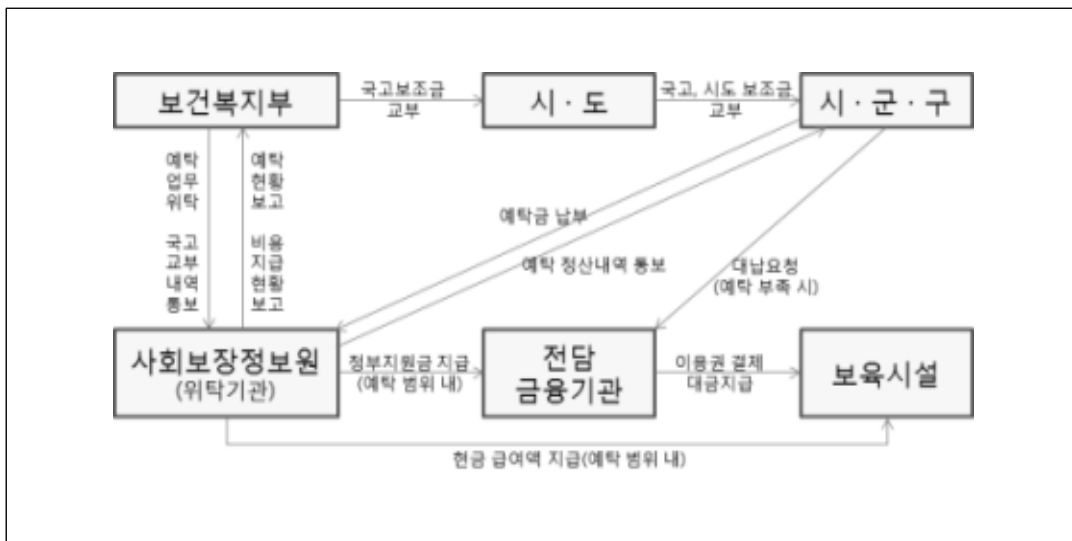 보건복지부
국고보조금
교부
시 · 도
국고, 시도 보조금
교부
시 · 군 · 구
예탁
업무
위탁
국고
교부
내역
통보
예탁
현황
보고
비용
지급
현황
보고
예탁금 납부
예탁 정산내역 통보
대납요청
(예탁 부족 시)
사회보장정보원
(위탁기관)
정부지원금 지급
(예탁 범위 내)
전담
금융기관
이용권 결제
대금지급
보육시설
현금 급여액 지급(예탁 범위 내)